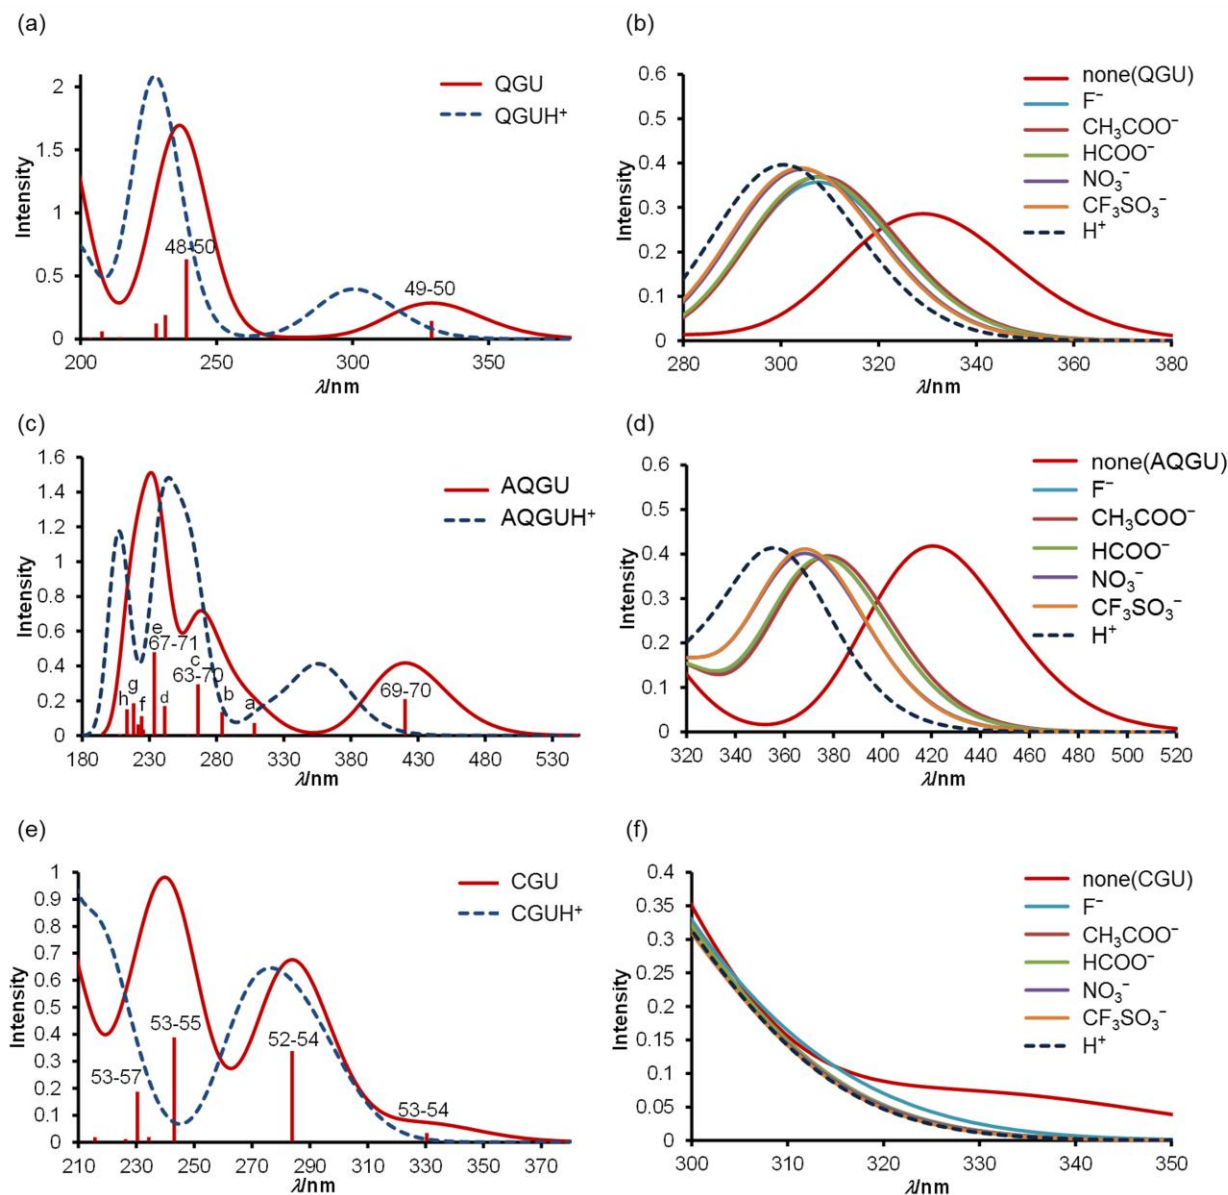 (a)
Intensity
2
1.5
1
0.5
0
48-50
49-50
QGU
QGUH⁺
200 250 300 350
λ/nm
(b)
Intensity
0.6
0.5
0.4
0.3
0.2
0.1
0
none(QGU)
F⁻
CH₃COO⁻
HCOO⁻
NO₃⁻
CF₃SO₃⁻
H⁺
280 300 320 340 360 380
λ/nm
(c)
Intensity
1.6
1.4
1.2
1
0.8
0.6
0.4
0.2
0
AQGU
AQGUH⁺
e
67-71
c
63-70
g
h
f
d
b
a
69-70
180 230 280 330 380 430 480 530
λ/nm
(d)
Intensity
0.6
0.5
0.4
0.3
0.2
0.1
0
none(AQGU)
F⁻
CH₃COO⁻
HCOO⁻
NO₃⁻
CF₃SO₃⁻
H⁺
320 340 360 380 400 420 440 460 480 500 520
λ/nm
(e)
Intensity
1
0.9
0.8
0.7
0.6
0.5
0.4
0.3
0.2
0.1
0
CGU
CGUH⁺
53-55
52-54
53-57
53-54
210 230 250 270 290 310 330 350 370
λ/nm
(f)
Intensity
0.4
0.35
0.3
0.25
0.2
0.15
0.1
0.05
0
none(CGU)
F⁻
CH₃COO⁻
HCOO⁻
NO₃⁻
CF₃SO₃⁻
H⁺
300 310 320 330 340 350
λ/nm